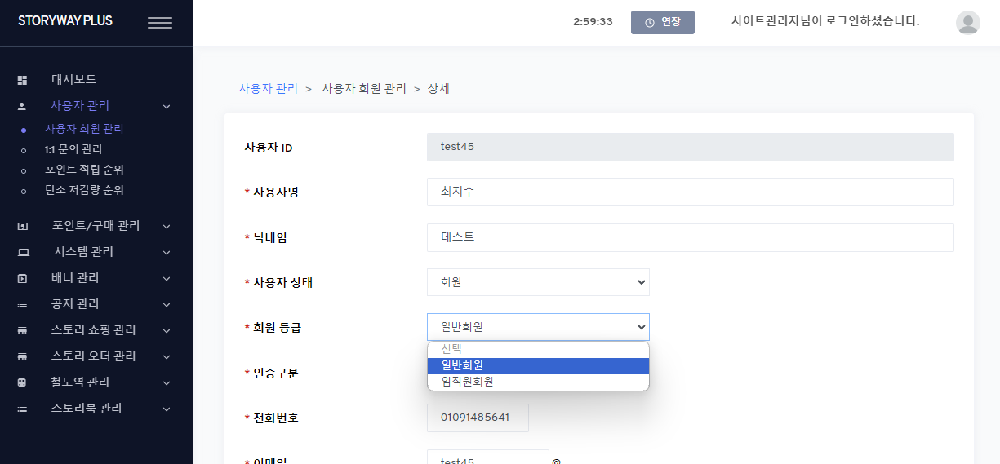 STORYWAY PLUS
2:59:33
연장
사이트관리자님이 로그인하셨습니다.
대시보드
사용자 관리
사용자 회원 관리
1:1 문의 관리
포인트 적립 순위
탄소 저감량 순위
포인트/구매 관리
시스템 관리
배너 관리
공지 관리
스토리 쇼핑 관리
스토리 오더 관리
철도역 관리
스토리북 관리
사용자 관리 > 사용자 회원 관리 > 상세
사용자 ID
test45
* 사용자명
최지수
* 닉네임
테스트
* 사용자 상태
회원
* 회원 등급
일반회원
선택
일반회원
임직원회원
* 인증구분
* 전화번호
01091485641
* 이메일
test45
@